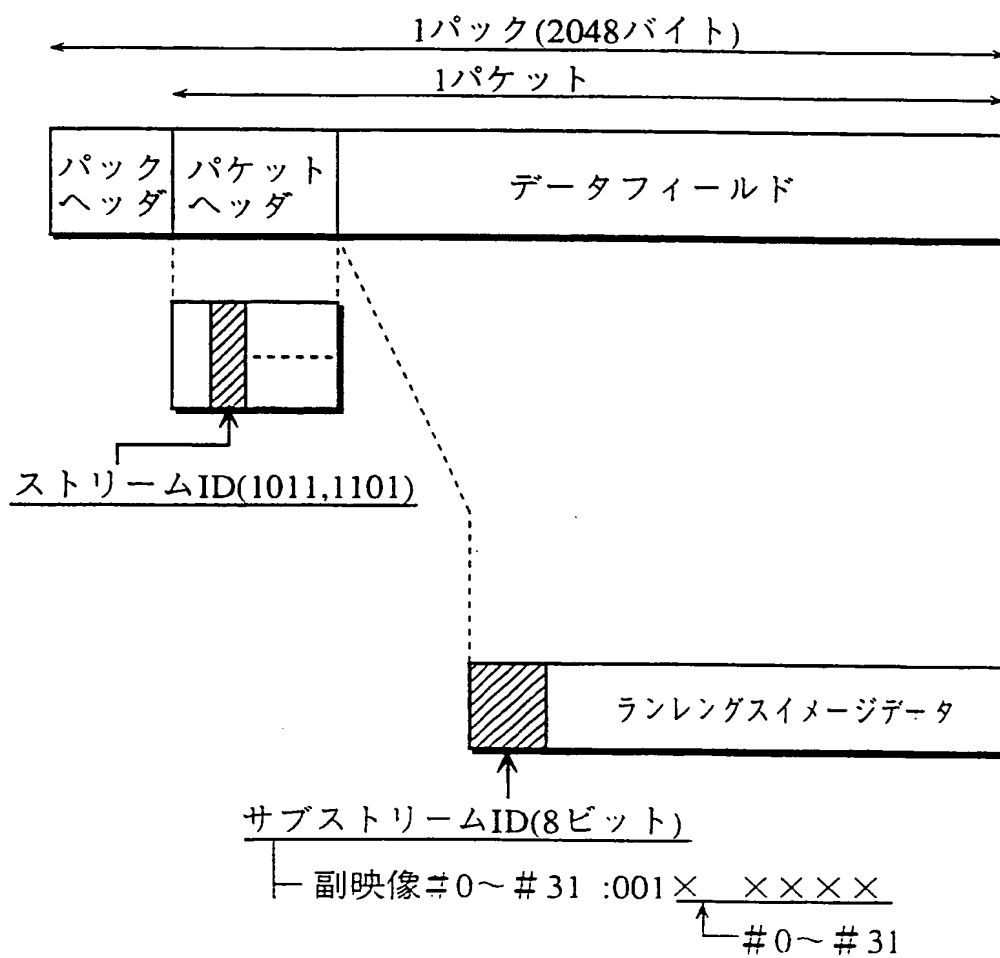 1パック(2048バイト)
1パケット
パック
ヘッダ
パケット
ヘッダ
データフィールド
ストリームID(1011,1101)
ランレングスイメージデータ
サブストリームID(8ビット)
副映像#0～#31 :001× ××××
#0～#31